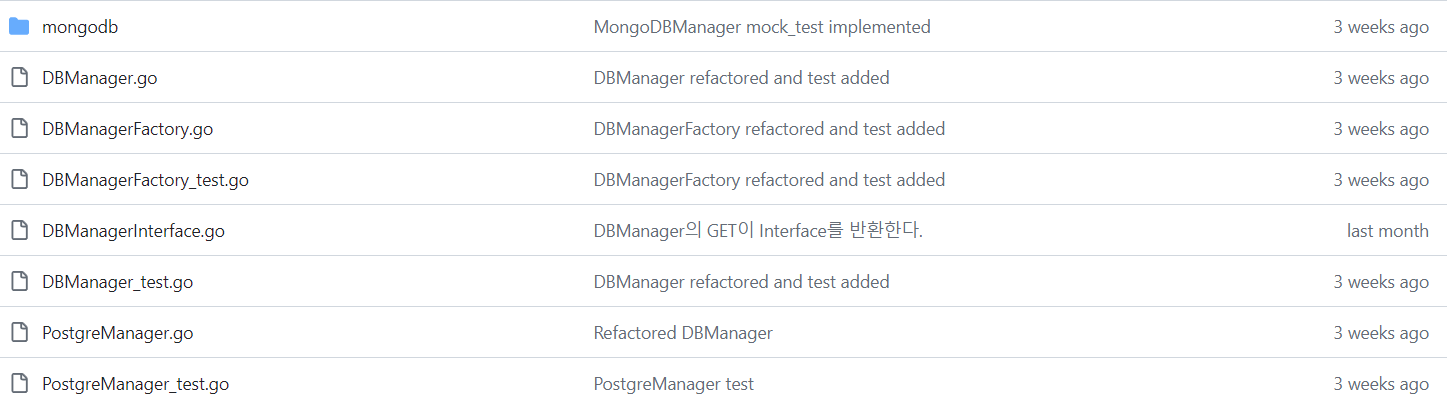 mongodb MongoDBManager mock_test implemented 3 weeks ago
DBManager.go DBManager refactored and test added 3 weeks ago
DBManagerFactory.go DBManagerFactory refactored and test added 3 weeks ago
DBManagerFactory_test.go DBManagerFactory refactored and test added 3 weeks ago
DBManagerInterface.go DBManager의 GET이 Interface를 반환한다. last month
DBManager_test.go DBManager refactored and test added 3 weeks ago
PostgreManager.go Refactored DBManager 3 weeks ago
PostgreManager_test.go PostgreManager test 3 weeks ago